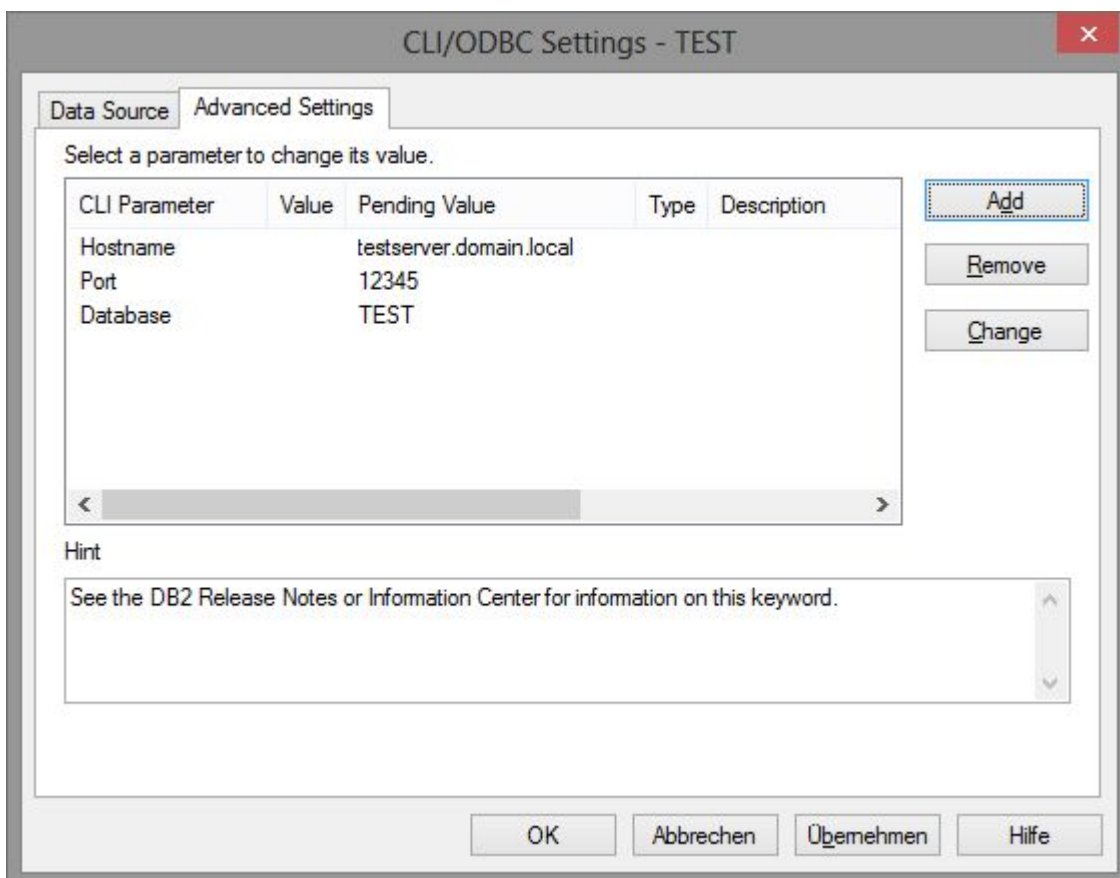 CLI/ODBC Settings - TEST
Data Source Advanced Settings
Select a parameter to change its value.
CLI Parameter Value Pending Value Type Description
Add
Hostname testserver.domain.local
Port 12345
Remove
Database TEST
Change
Hint
See the DB2 Release Notes or Information Center for information on this keyword.
OK Abbrechen Übernehmen Hilfe